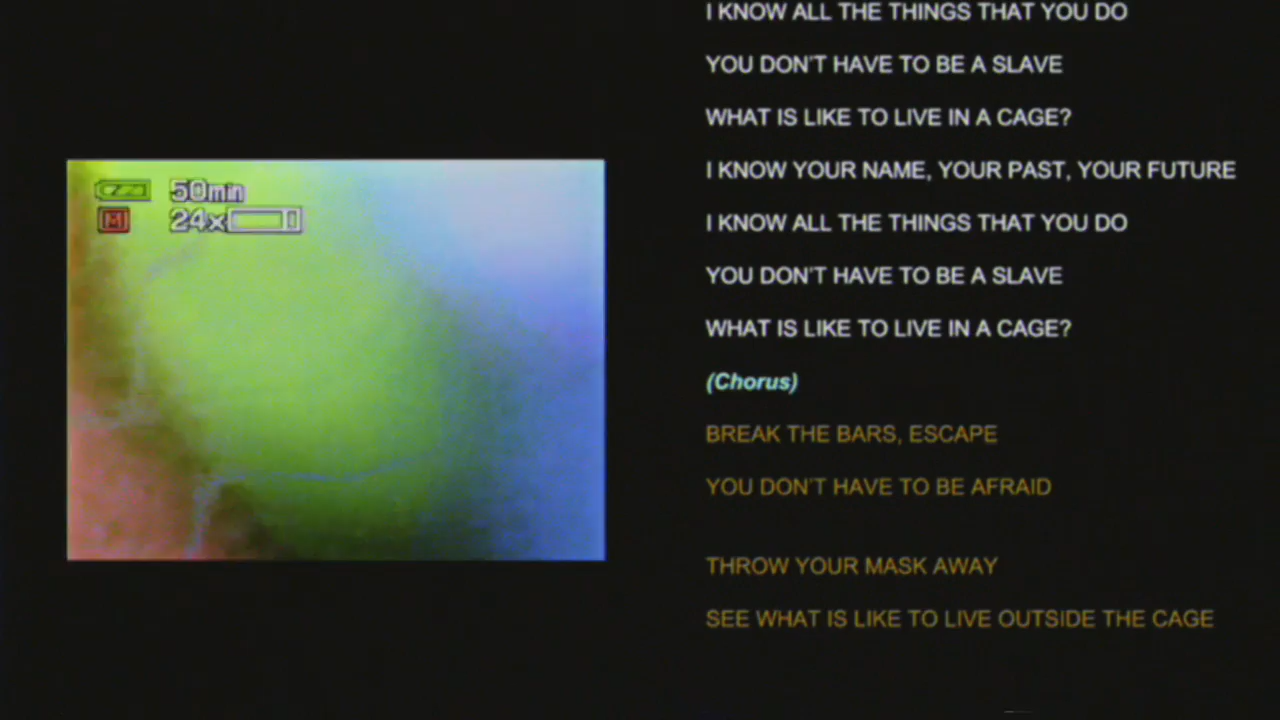 50min
M
24x
I KNOW ALL THE THINGS THAT YOU DO
YOU DON'T HAVE TO BE A SLAVE
WHAT IS LIKE TO LIVE IN A CAGE?
I KNOW YOUR NAME, YOUR PAST, YOUR FUTURE
I KNOW ALL THE THINGS THAT YOU DO
YOU DON'T HAVE TO BE A SLAVE
WHAT IS LIKE TO LIVE IN A CAGE?
(Chorus)
BREAK THE BARS, ESCAPE
YOU DON'T HAVE TO BE AFRAID
THROW YOUR MASK AWAY
SEE WHAT IS LIKE TO LIVE OUTSIDE THE CAGE